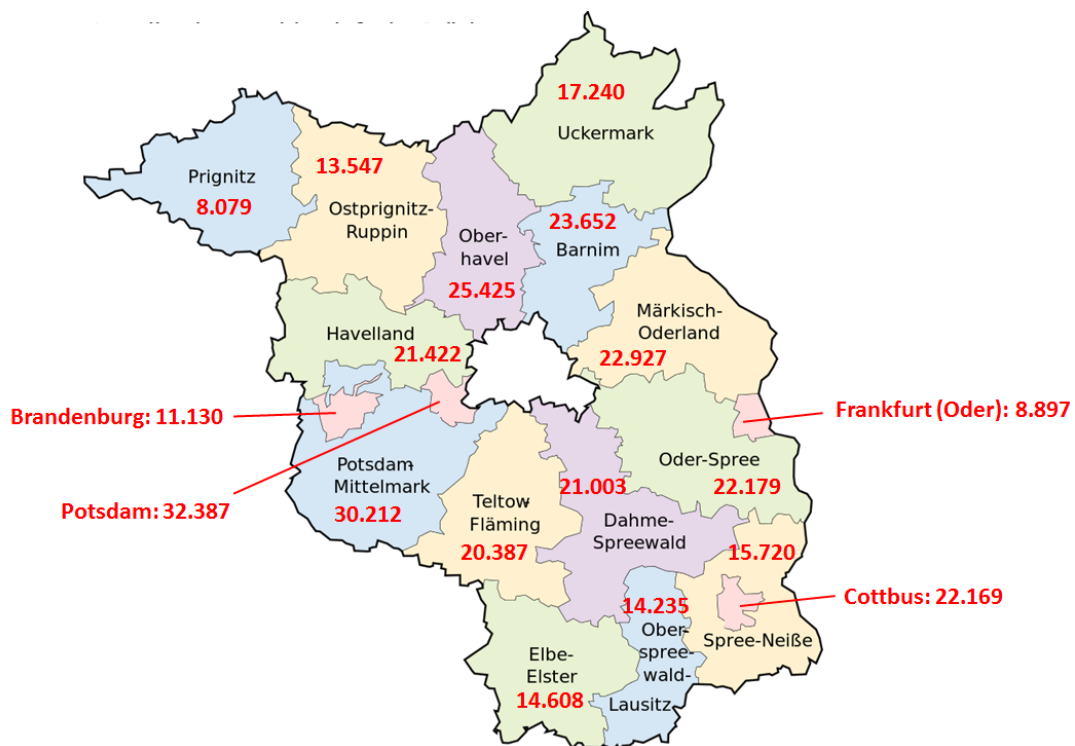 17.240
Uckermark
Prignitz
8.079
13.547
Ostprignitz-
Ruppin
Ober-
havel
25.425
23.652
Barnim
Märkisch-
Oderland
22.927
Havelland
21.422
Brandenburg: 11.130
Frankfurt (Oder): 8.897
Potsdam: 32.387
Potsdam-
Mittelmark
30.212
Teltow-
Fläming
20.387
21.003
Dahme-
Spreewald
Oder-Spree
22.179
15.720
Cottbus: 22.169
Spree-Neiße
14.235
Ober-
spree-
wald-
Lausitz
Elbe-
Elster
14.608